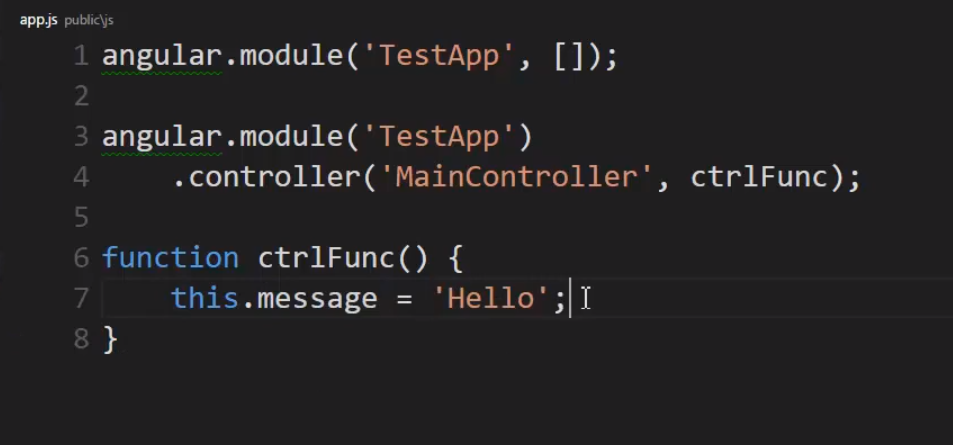 app.js public\js
1 angular.module('TestApp', []);
2
3 angular.module('TestApp')
4     .controller('MainController', ctrlFunc);
5
6 function ctrlFunc() {
7     this.message = 'Hello';
8 }